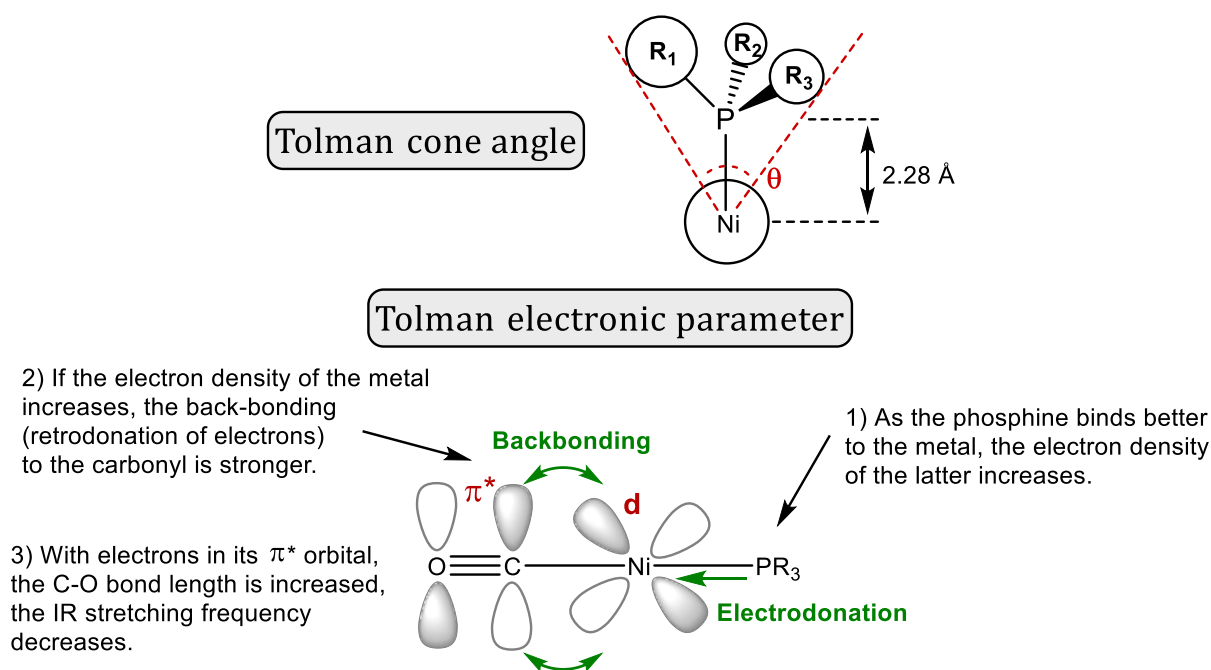 R1
R2
R3
P
Tolman cone angle
θ
2.28 Å
Ni
Tolman electronic parameter
2) If the electron density of the metal
increases, the back-bonding
(retrodonation of electrons)
to the carbonyl is stronger.
1) As the phosphine binds better
to the metal, the electron density
of the latter increases.
Backbonding
π*
d
3) With electrons in its π* orbital,
the C-O bond length is increased,
the IR stretching frequency
decreases.
O≡C Ni PR3
Electrodonation